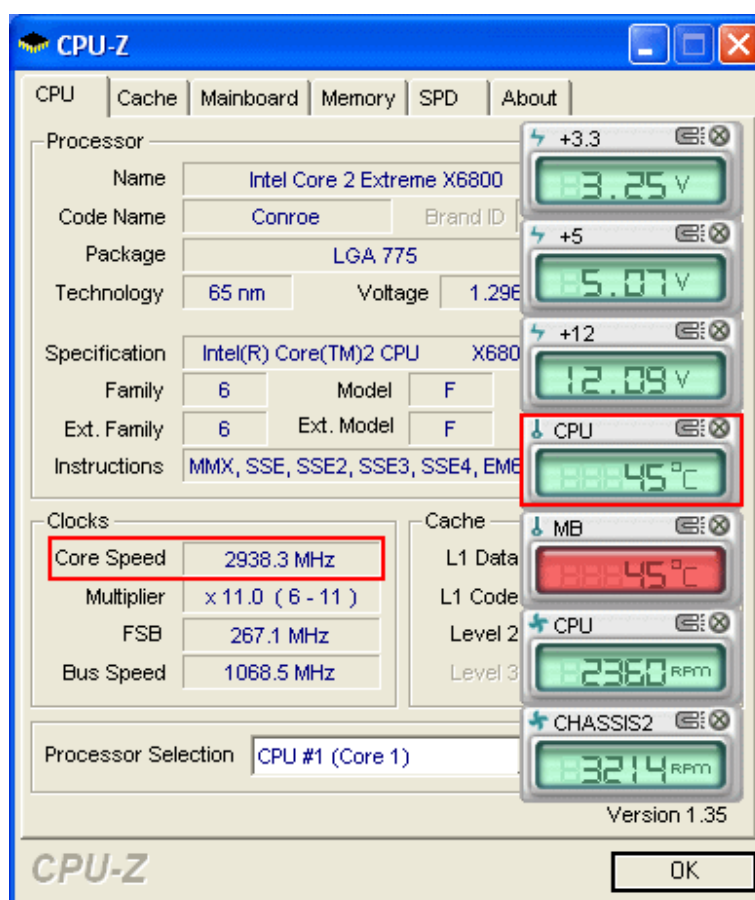 CPU-Z
CPU Cache Mainboard Memory SPD About
Processor
Name Intel Core 2 Extreme X6800
Code Name Conroe Brand ID
Package LGA 775
Technology 65 nm Voltage 1.296
Specification Intel(R) Core(TM)2 CPU X680
Family 6 Model F
Ext. Family 6 Ext. Model F
Instructions MMX, SSE, SSE2, SSE3, SSE4, EM6
Clocks
Core Speed 2938.3 MHz
Multiplier x 11.0 ( 6 - 11 )
FSB 267.1 MHz
Bus Speed 1068.5 MHz
Cache
L1 Data
L1 Code
Level 2
Level 3
Processor Selection CPU #1 (Core 1)
+3.3
3.25 V
+5
5.07 V
+12
12.09 V
CPU
45°C
MB
45°C
CPU
2360 RPM
CHASSIS2
3214 RPM
Version 1.35
CPU-Z
OK